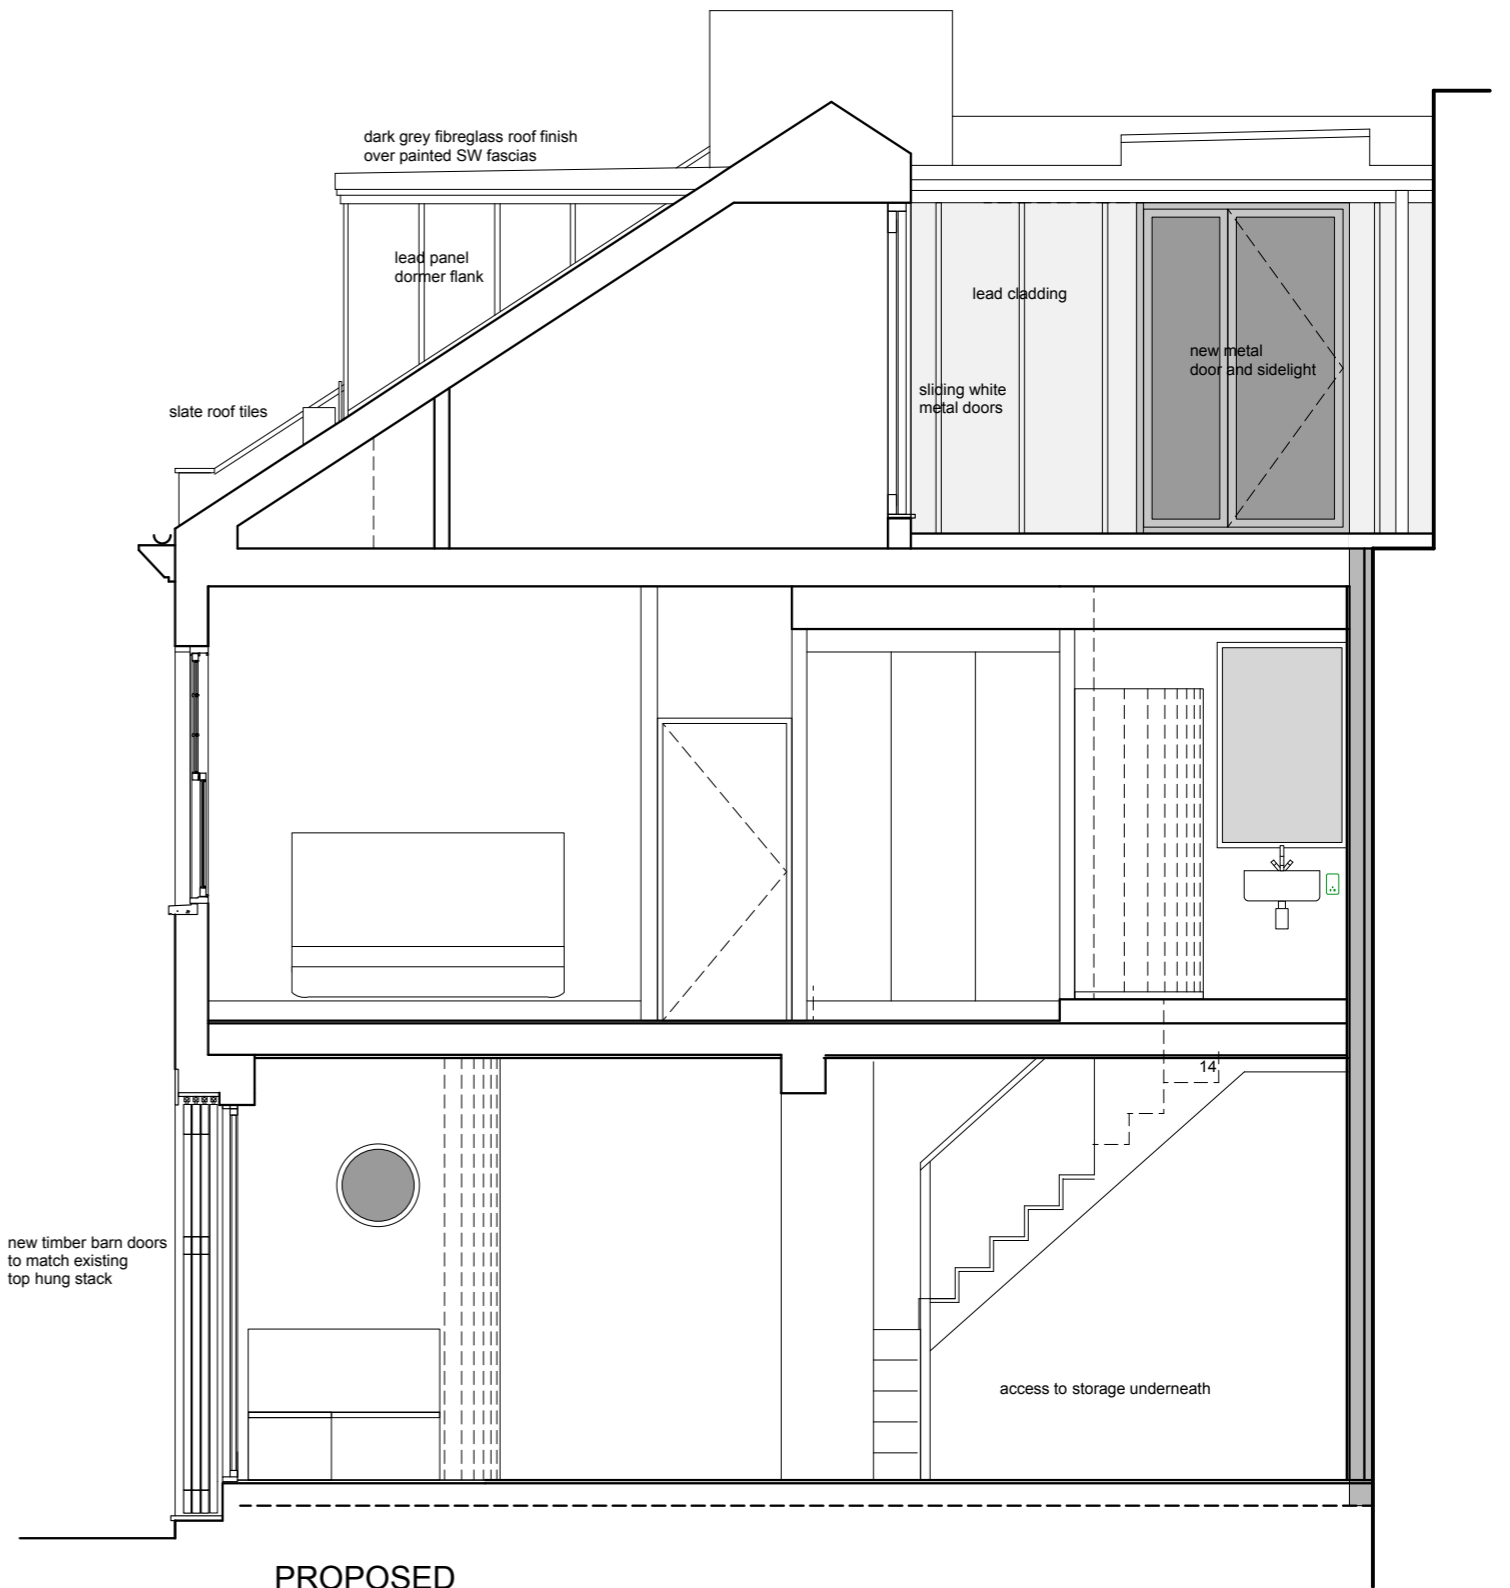 dark grey fibreglass roof finish
over painted SW fascias
lead panel
dormer flank
lead cladding
new metal
door and sidelight
sliding white
metal doors
slate roof tiles
14
new timber barn doors
to match existing
top hung stack
access to storage underneath
PROPOSED